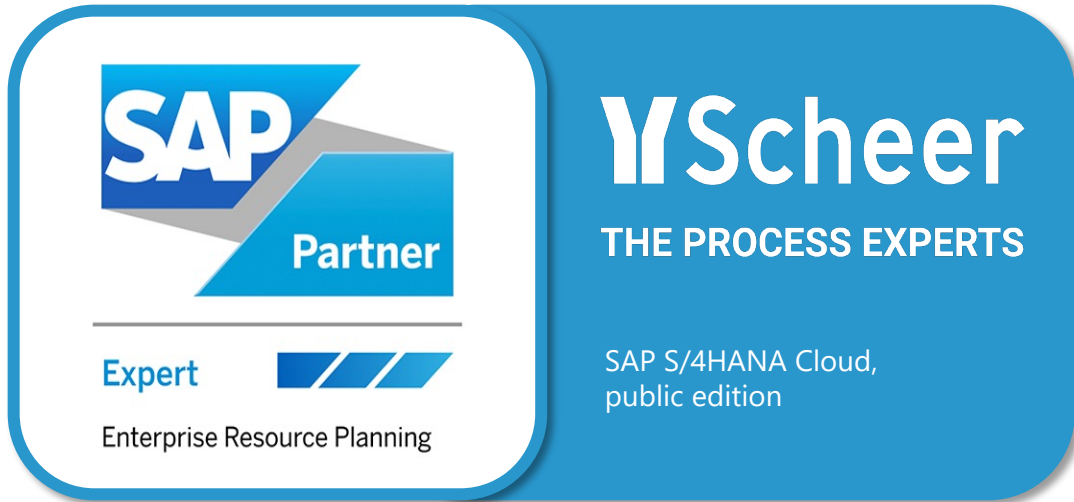 SAP
Partner
Expert
Enterprise Resource Planning
Scheer
THE PROCESS EXPERTS
SAP S/4HANA Cloud,
public edition